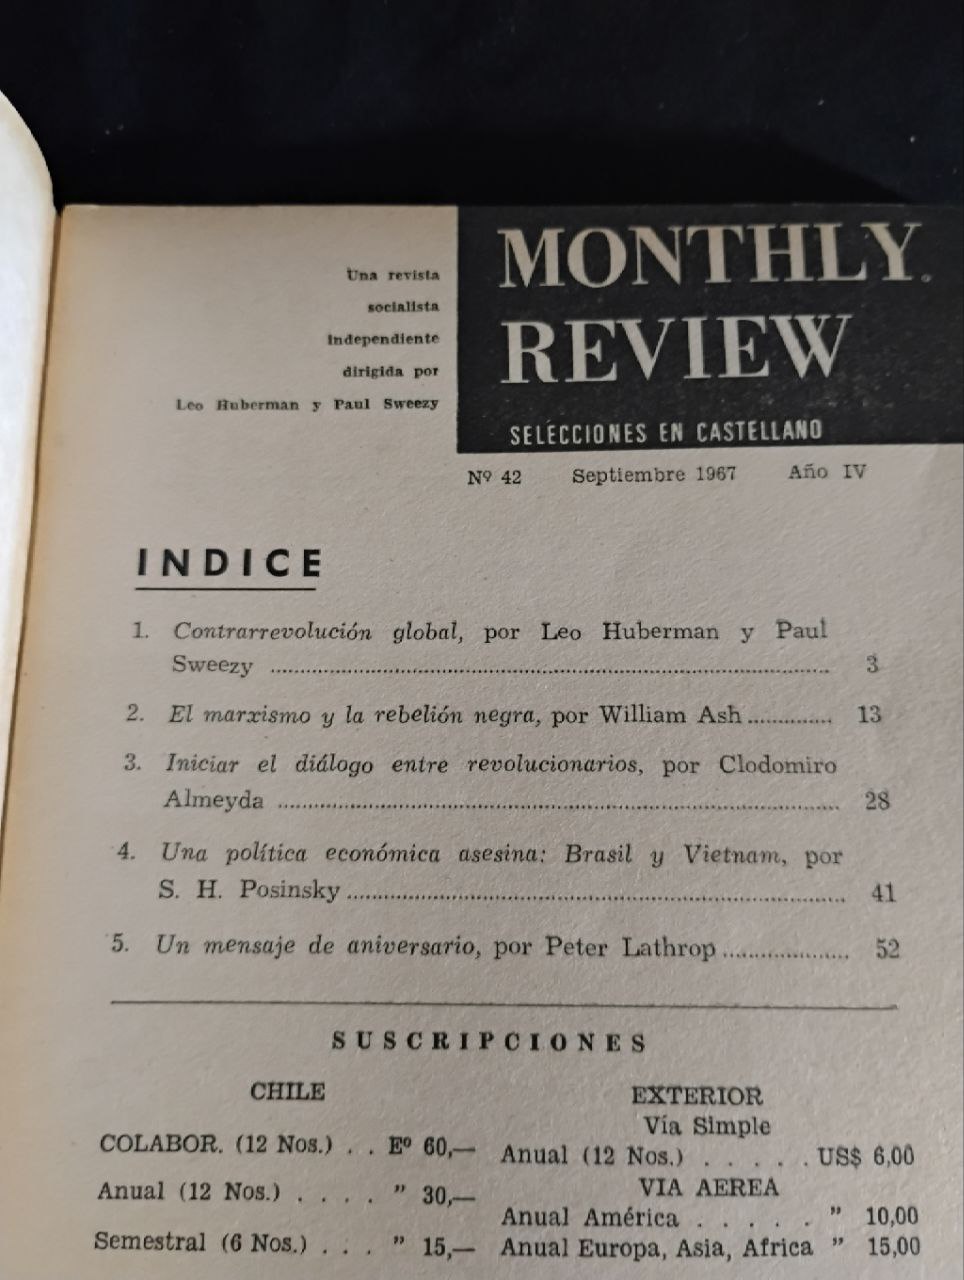 Una revista
socialista
independiente
dirigida por
Leo Huberman y Paul Sweezy
MONTHLY
REVIEW
SELECCIONES EN CASTELLANO
Nº 42 Septiembre 1967 Año IV
INDICE
1. Contrarrevolución global, por Leo Huberman y Paul
Sweezy ................................ 3
2. El marxismo y la rebelión negra, por William Ash ............. 13
3. Iniciar el diálogo entre revolucionarios, por Clodomiro
Almeyda ................................ 28
4. Una política económica asesina: Brasil y Vietnam, por
S. H. Posinsky ................................ 41
5. Un mensaje de aniversario, por Peter Lathrop ................... 52
SUSCRIPCIONES
CHILE
COLABOR. (12 Nos.) . . Eº 60,—
Anual (12 Nos.) . . . . " 30,—
Semestral (6 Nos.) . . . " 15,—
EXTERIOR
Vía Simple
Anual (12 Nos.) . . . . . US$ 6,00
VIA AEREA
Anual América . . . . . " 10,00
Anual Europa, Asia, Africa " 15,00